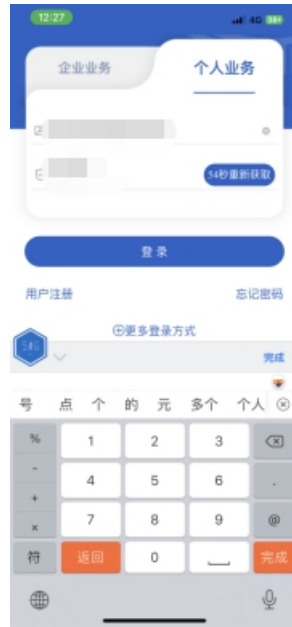 12:27 4G
企业业务 个人业务
54秒重新获取
登录
用户注册 忘记密码
⊕更多登录方式
完成
号 点 个 的 元 多个 个人
% 1 2 3
- 4 5 6 .
+
× 7 8 9 @
符 返回 0 完成